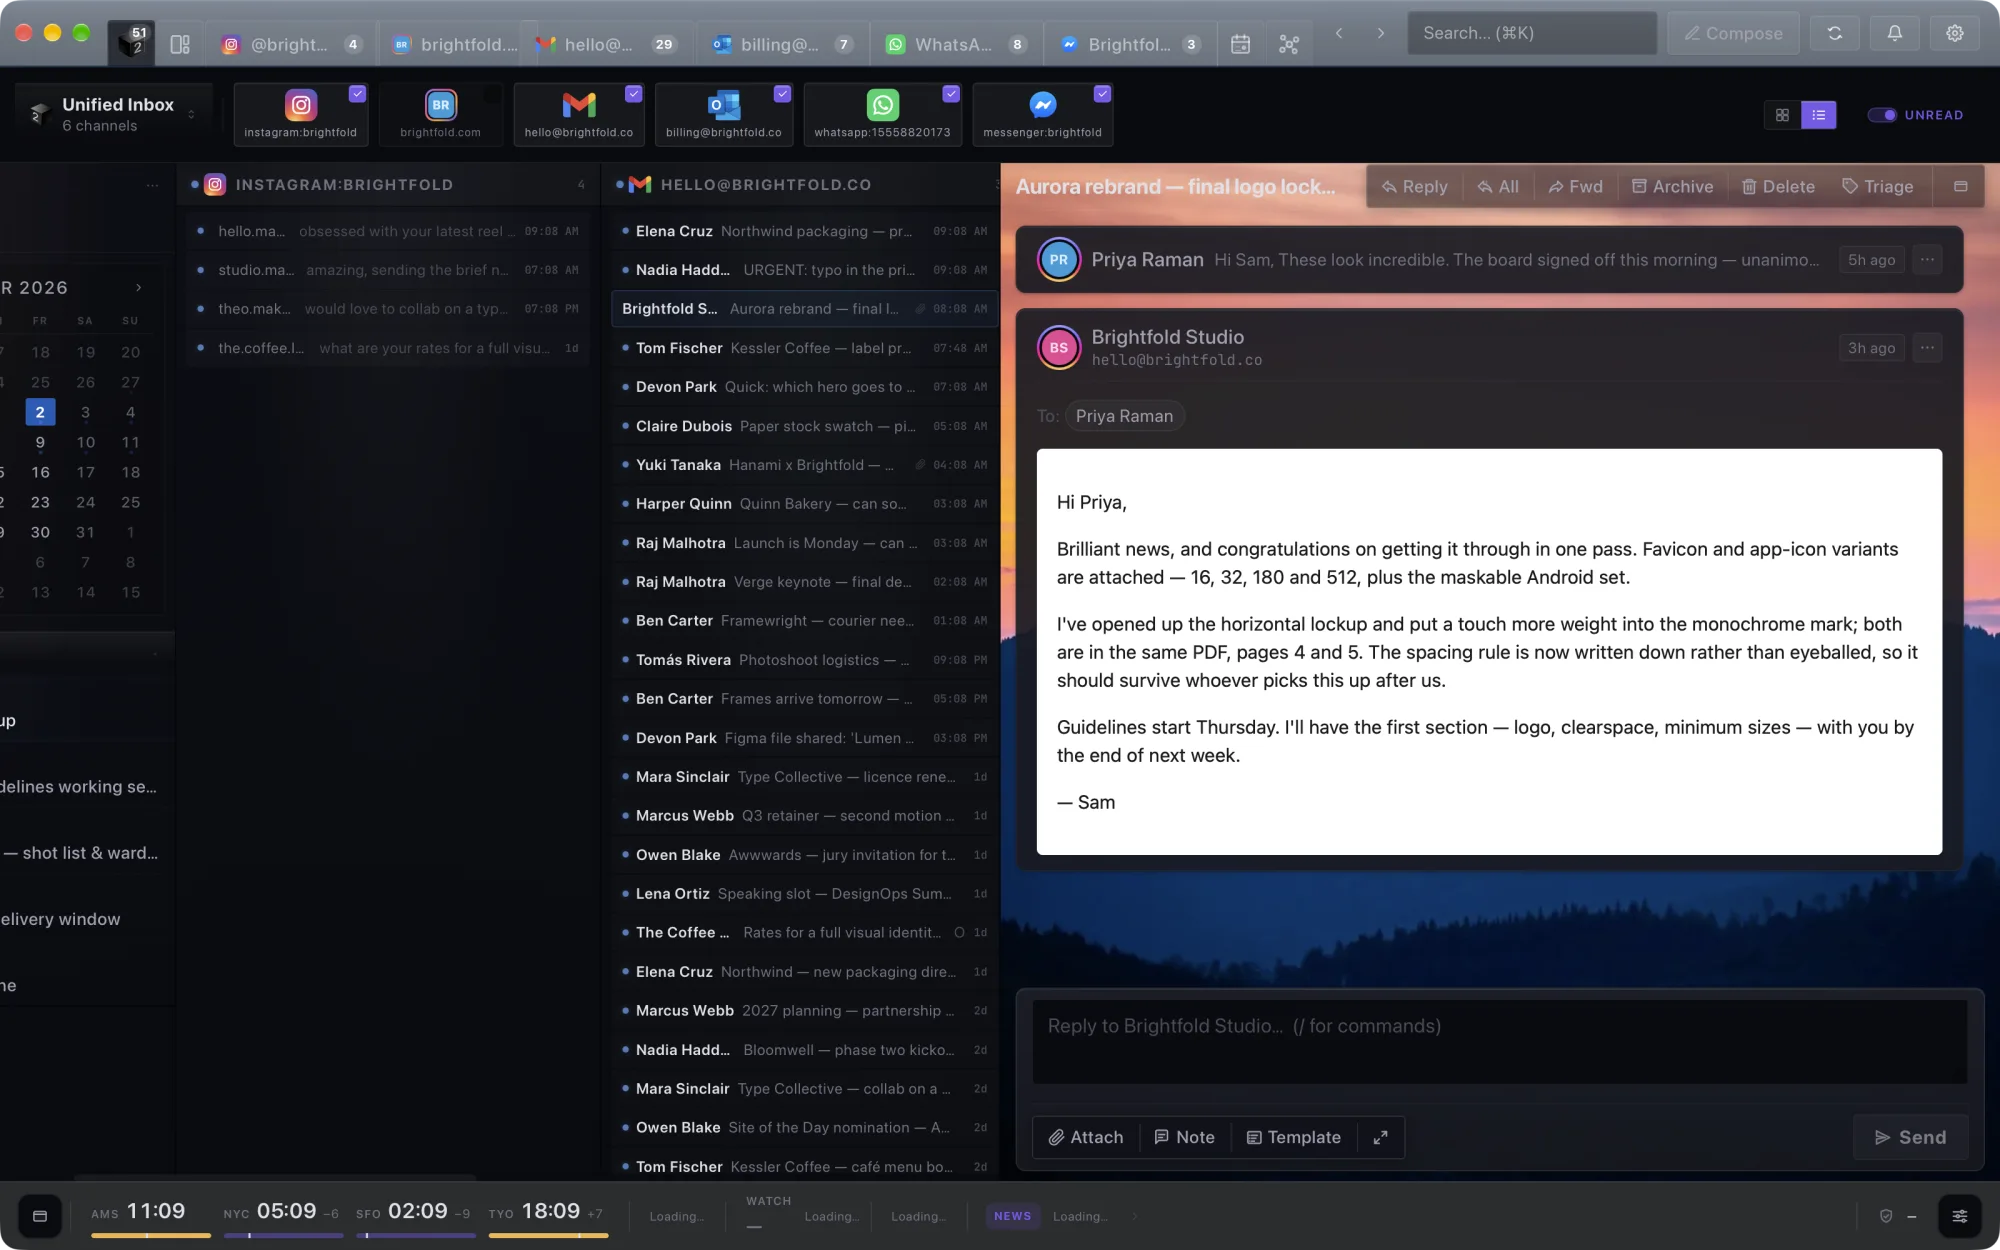 51
@bright... 4
brightfold....
hello@... 29
billing@... 7
WhatsA... 8
Brightfol... 3
Search... (⌘K)
Compose
Unified Inbox
6 channels
instagram:brightfold
BR
brightfold.com
hello@brightfold.co
billing@brightfold.co
whatsapp:15558820173
messenger:brightfold
UNREAD
R 2026
FR SA SU
18 19 20
25 26 27
2 3 4
9 10 11
16 17 18
23 24 25
30 31 1
6 7 8
13 14 15
up
delines working se...
— shot list & ward...
elivery window
ne
INSTAGRAM:BRIGHTFOLD 4
hello.ma... obsessed with your latest reel ... 09:08 AM
studio.ma... amazing, sending the brief n... 07:08 AM
theo.mak... would love to collab on a typ... 07:08 PM
the.coffee.l... what are your rates for a full visu... 1d
HELLO@BRIGHTFOLD.CO
Elena Cruz Northwind packaging — pr... 09:08 AM
Nadia Hadd... URGENT: typo in the pri... 09:08 AM
Brightfold S... Aurora rebrand — final l... 08:08 AM
Tom Fischer Kessler Coffee — label pr... 07:48 AM
Devon Park Quick: which hero goes to ... 07:08 AM
Claire Dubois Paper stock swatch — pi... 05:08 AM
Yuki Tanaka Hanami x Brightfold — ... 04:08 AM
Harper Quinn Quinn Bakery — can so... 03:08 AM
Raj Malhotra Launch is Monday — can ... 03:08 AM
Raj Malhotra Verge keynote — final de... 02:08 AM
Ben Carter Framewright — courier nee... 01:08 AM
Tomás Rivera Photoshoot logistics — ... 09:08 PM
Ben Carter Frames arrive tomorrow — ... 05:08 PM
Devon Park Figma file shared: 'Lumen ... 03:08 PM
Mara Sinclair Type Collective — licence rene... 1d
Marcus Webb Q3 retainer — second motion ... 1d
Owen Blake Awwwards — jury invitation for t... 1d
Lena Ortiz Speaking slot — DesignOps Sum... 1d
The Coffee ... Rates for a full visual identit... 1d
Elena Cruz Northwind — new packaging dire... 1d
Marcus Webb 2027 planning — partnership ... 2d
Nadia Hadd... Bloomwell — phase two kicko... 2d
Mara Sinclair Type Collective — collab on a ... 2d
Owen Blake Site of the Day nomination — A... 2d
Tom Fischer Kessler Coffee — café menu bo... 2d
Aurora rebrand — final logo lock...
Reply All Fwd Archive Delete Triage
PR Priya Raman Hi Sam, These look incredible. The board signed off this morning — unanimo... 5h ago
BS Brightfold Studio 3h ago
hello@brightfold.co
To: Priya Raman
Hi Priya,
Brilliant news, and congratulations on getting it through in one pass. Favicon and app-icon variants
are attached — 16, 32, 180 and 512, plus the maskable Android set.
I've opened up the horizontal lockup and put a touch more weight into the monochrome mark; both
are in the same PDF, pages 4 and 5. The spacing rule is now written down rather than eyeballed, so it
should survive whoever picks this up after us.
Guidelines start Thursday. I'll have the first section — logo, clearspace, minimum sizes — with you by
the end of next week.
— Sam
Reply to Brightfold Studio... (/ for commands)
Attach Note Template
Send
AMS 11:09
NYC 05:09 −6
SFO 02:09 −9
TYO 18:09 +7
Loading...
WATCH
—
Loading...
Loading...
NEWS Loading...